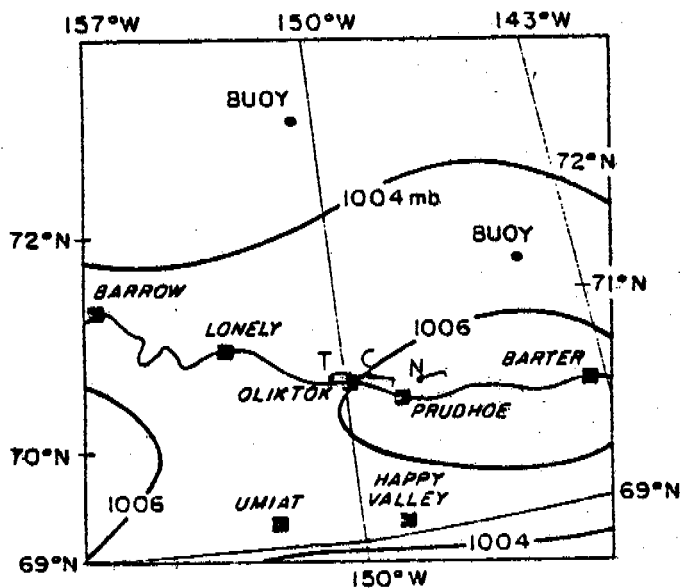 157°W 150°W 143°W
BUOY
72°N
1004 mb
72°N
BUOY
71°N
BARROW
1006
LONELY
T C N
BARTER
OLIKTOK
PRUDHOE
70°N
HAPPY
VALLEY
1006
UMIAT
69°N
1004
69°N
150°W